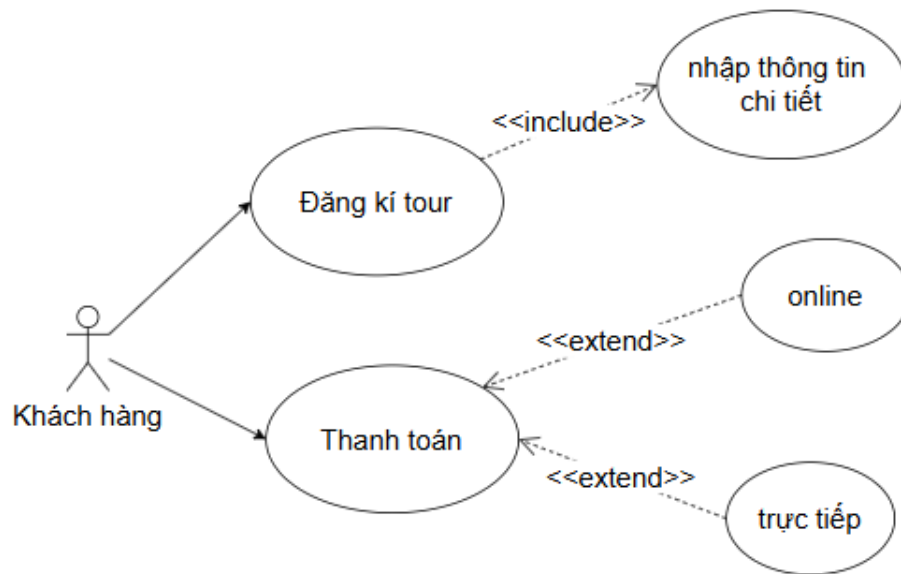 nhập thông tin
chi tiết
<<include>>
Đăng kí tour
online
<<extend>>
Khách hàng
Thanh toán
<<extend>>
trực tiếp